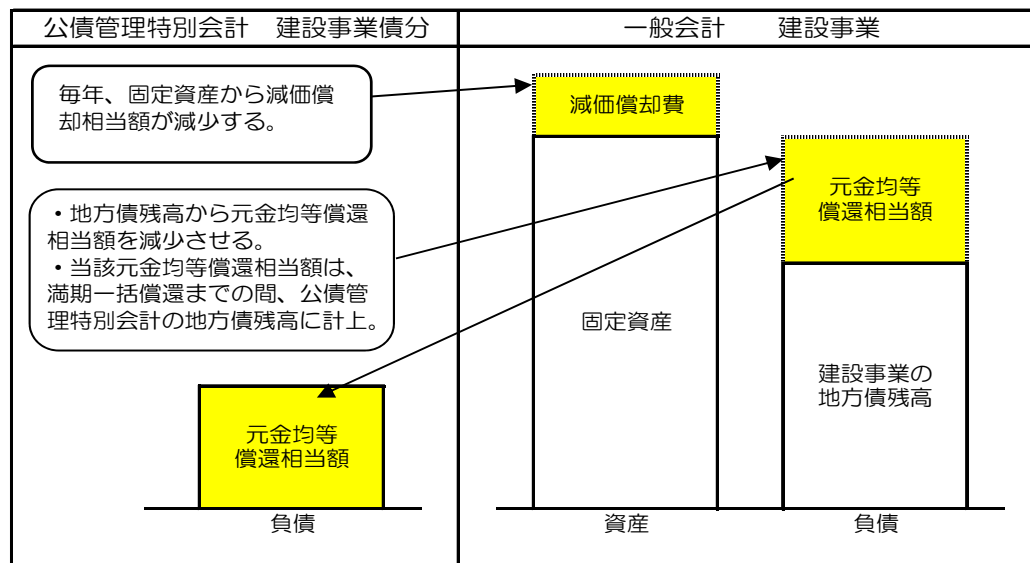 公債管理特別会計　建設事業債分
一般会計　　建設事業
毎年、固定資産から減価償
却相当額が減少する。
・地方債残高から元金均等償還
相当額を減少させる。
・当該元金均等償還相当額は、
満期一括償還までの間、公債管
理特別会計の地方債残高に計上。
元金均等
償還相当額
負債
減価償却費
固定資産
資産
元金均等
償還相当額
建設事業の
地方債残高
負債